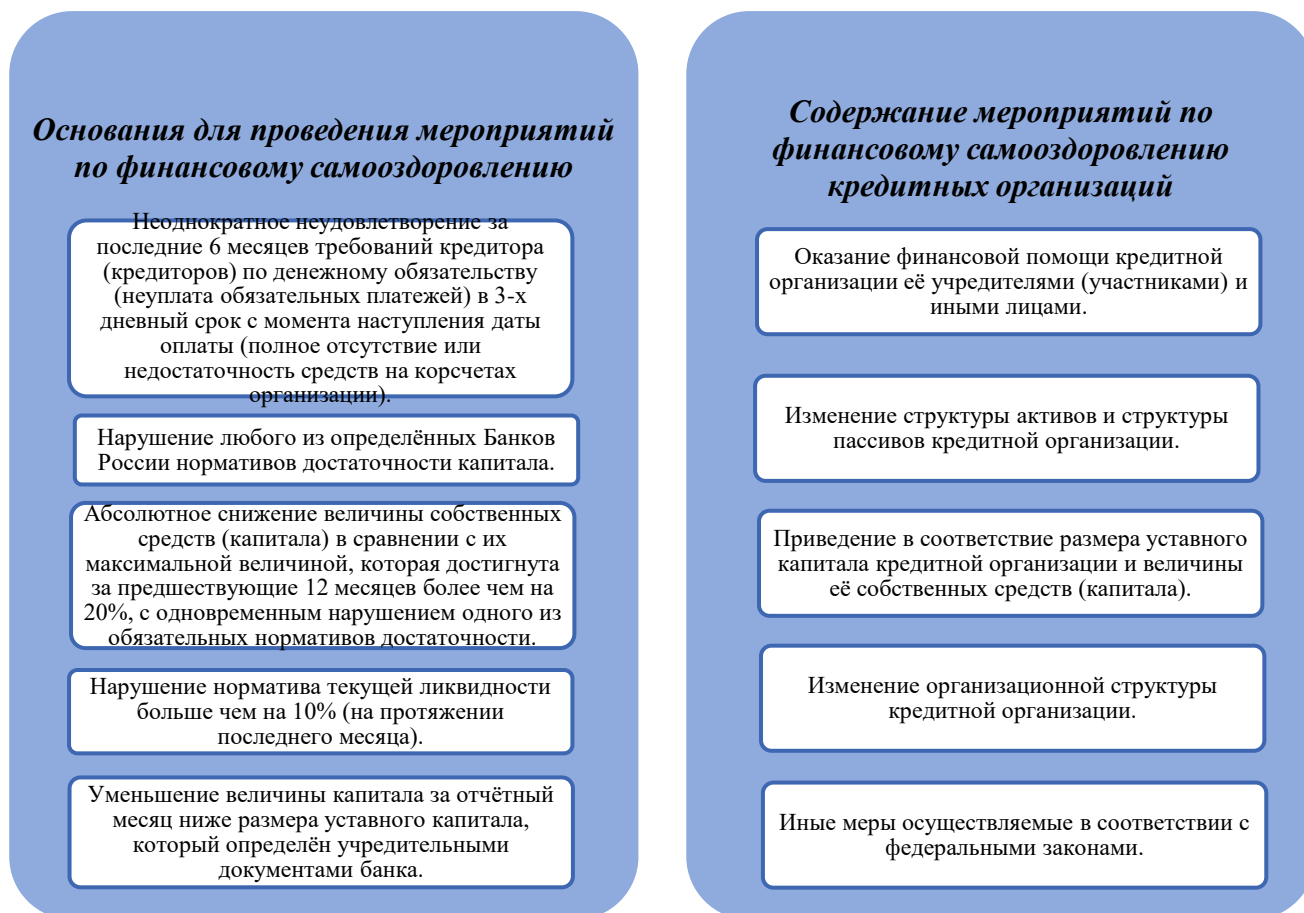 Основания для проведения мероприятий
по финансовому самооздоровлению
Неоднократное неудовлетворение за
последние 6 месяцев требований кредитора
(кредиторов) по денежному обязательству
(неуплата обязательных платежей) в 3-х
дневный срок с момента наступления даты
оплаты (полное отсутствие или
недостаточность средств на корсчетах
организации).
Нарушение любого из определённых Банков
России нормативов достаточности капитала.
Абсолютное снижение величины собственных
средств (капитала) в сравнении с их
максимальной величиной, которая достигнута
за предшествующие 12 месяцев более чем на
20%, с одновременным нарушением одного из
обязательных нормативов достаточности.
Нарушение норматива текущей ликвидности
больше чем на 10% (на протяжении
последнего месяца).
Уменьшение величины капитала за отчётный
месяц ниже размера уставного капитала,
который определён учредительными
документами банка.
Содержание мероприятий по
финансовому самооздоровлению
кредитных организаций
Оказание финансовой помощи кредитной
организации её учредителями (участниками) и
иными лицами.
Изменение структуры активов и структуры
пассивов кредитной организации.
Приведение в соответствие размера уставного
капитала кредитной организации и величины
её собственных средств (капитала).
Изменение организационной структуры
кредитной организации.
Иные меры осуществляемые в соответствии с
федеральными законами.